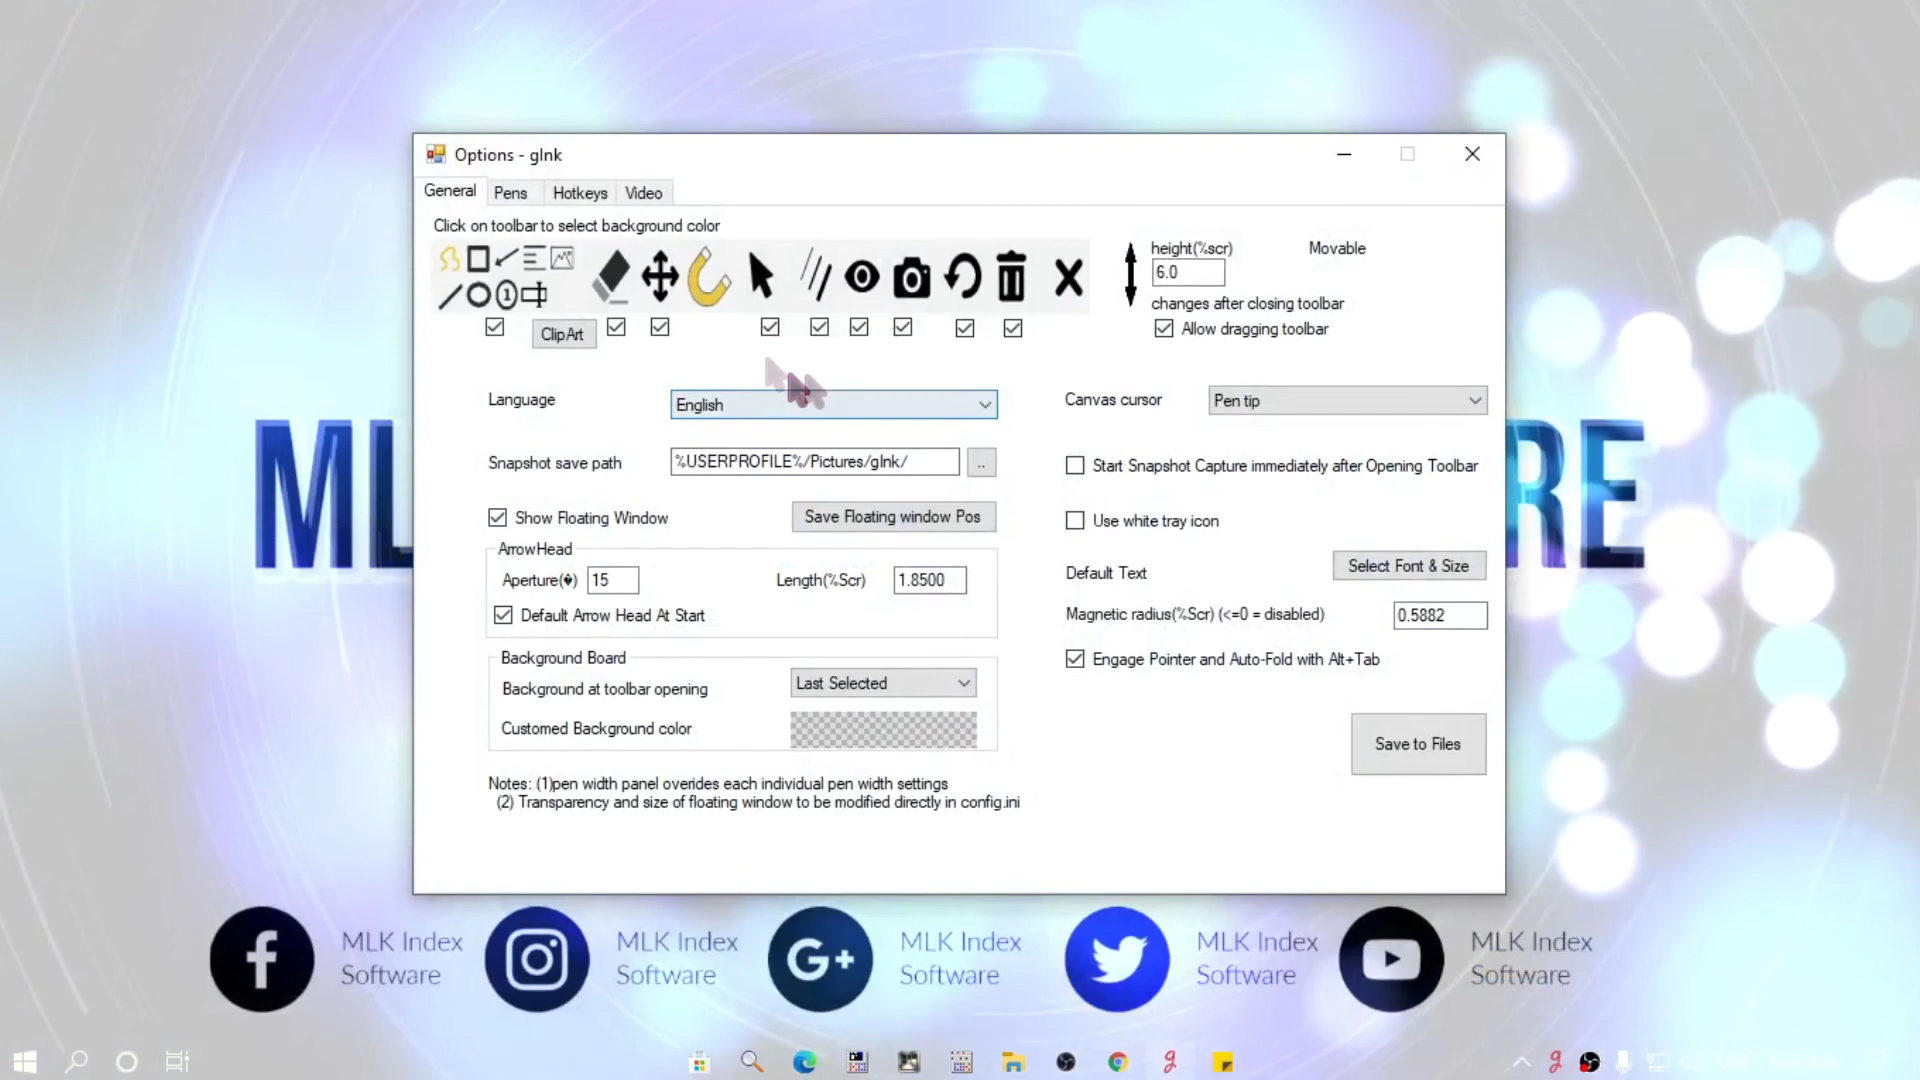 Options - gInk
General Pens Hotkeys Video
Click on toolbar to select background color
1
ClipArt
height(%scr)
6.0
Movable
changes after closing toolbar
Allow dragging toolbar
Language
English
Canvas cursor
Pen tip
Snapshot save path
%USERPROFILE%/Pictures/gInk/
..
Start Snapshot Capture immediately after Opening Toolbar
Show Floating Window
Save Floating window Pos
Use white tray icon
ArrowHead
Aperture(�) 15
Length(%Scr) 1.8500
Default Arrow Head At Start
Default Text
Select Font & Size
Magnetic radius(%Scr) (<=0 = disabled)
0.5882
Engage Pointer and Auto-Fold with Alt+Tab
Background Board
Background at toolbar opening
Last Selected
Customed Background color
Save to Files
Notes: (1)pen width panel overides each individual pen width settings
(2) Transparency and size of floating window to be modified directly in config.ini
ML
RE
MLK Index
Software
MLK Index
Software
G+
MLK Index
Software
MLK Index
Software
MLK Index
Software